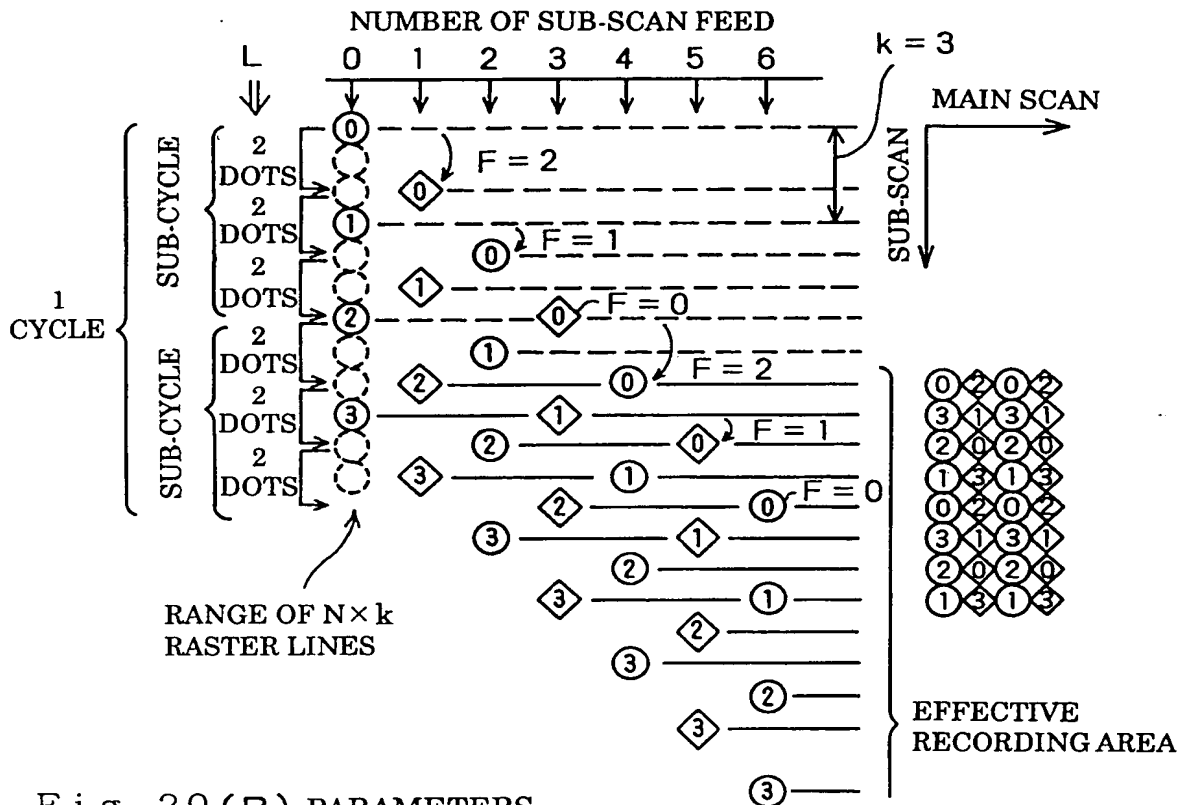 NUMBER OF SUB-SCAN FEED
L 0 1 2 3 4 5 6
k = 3
MAIN SCAN
SUB-SCAN
1
CYCLE
SUB-CYCLE
SUB-CYCLE
2
DOTS
2
DOTS
2
DOTS
2
DOTS
2
DOTS
2
DOTS
0
F = 2
0
1
0
F = 1
1
2
0
F = 0
1
2
0
F = 2
3
1
2
0
F = 1
3
1
2
0
F = 0
3
1
2
3
1
2
3
2
3
3
0 2 0 2
3 1 3 1
2 0 2 0
1 3 1 3
0 2 0 2
3 1 3 1
2 0 2 0
1 3 1 3
RANGE OF N×k
RASTER LINES
EFFECTIVE
RECORDING AREA